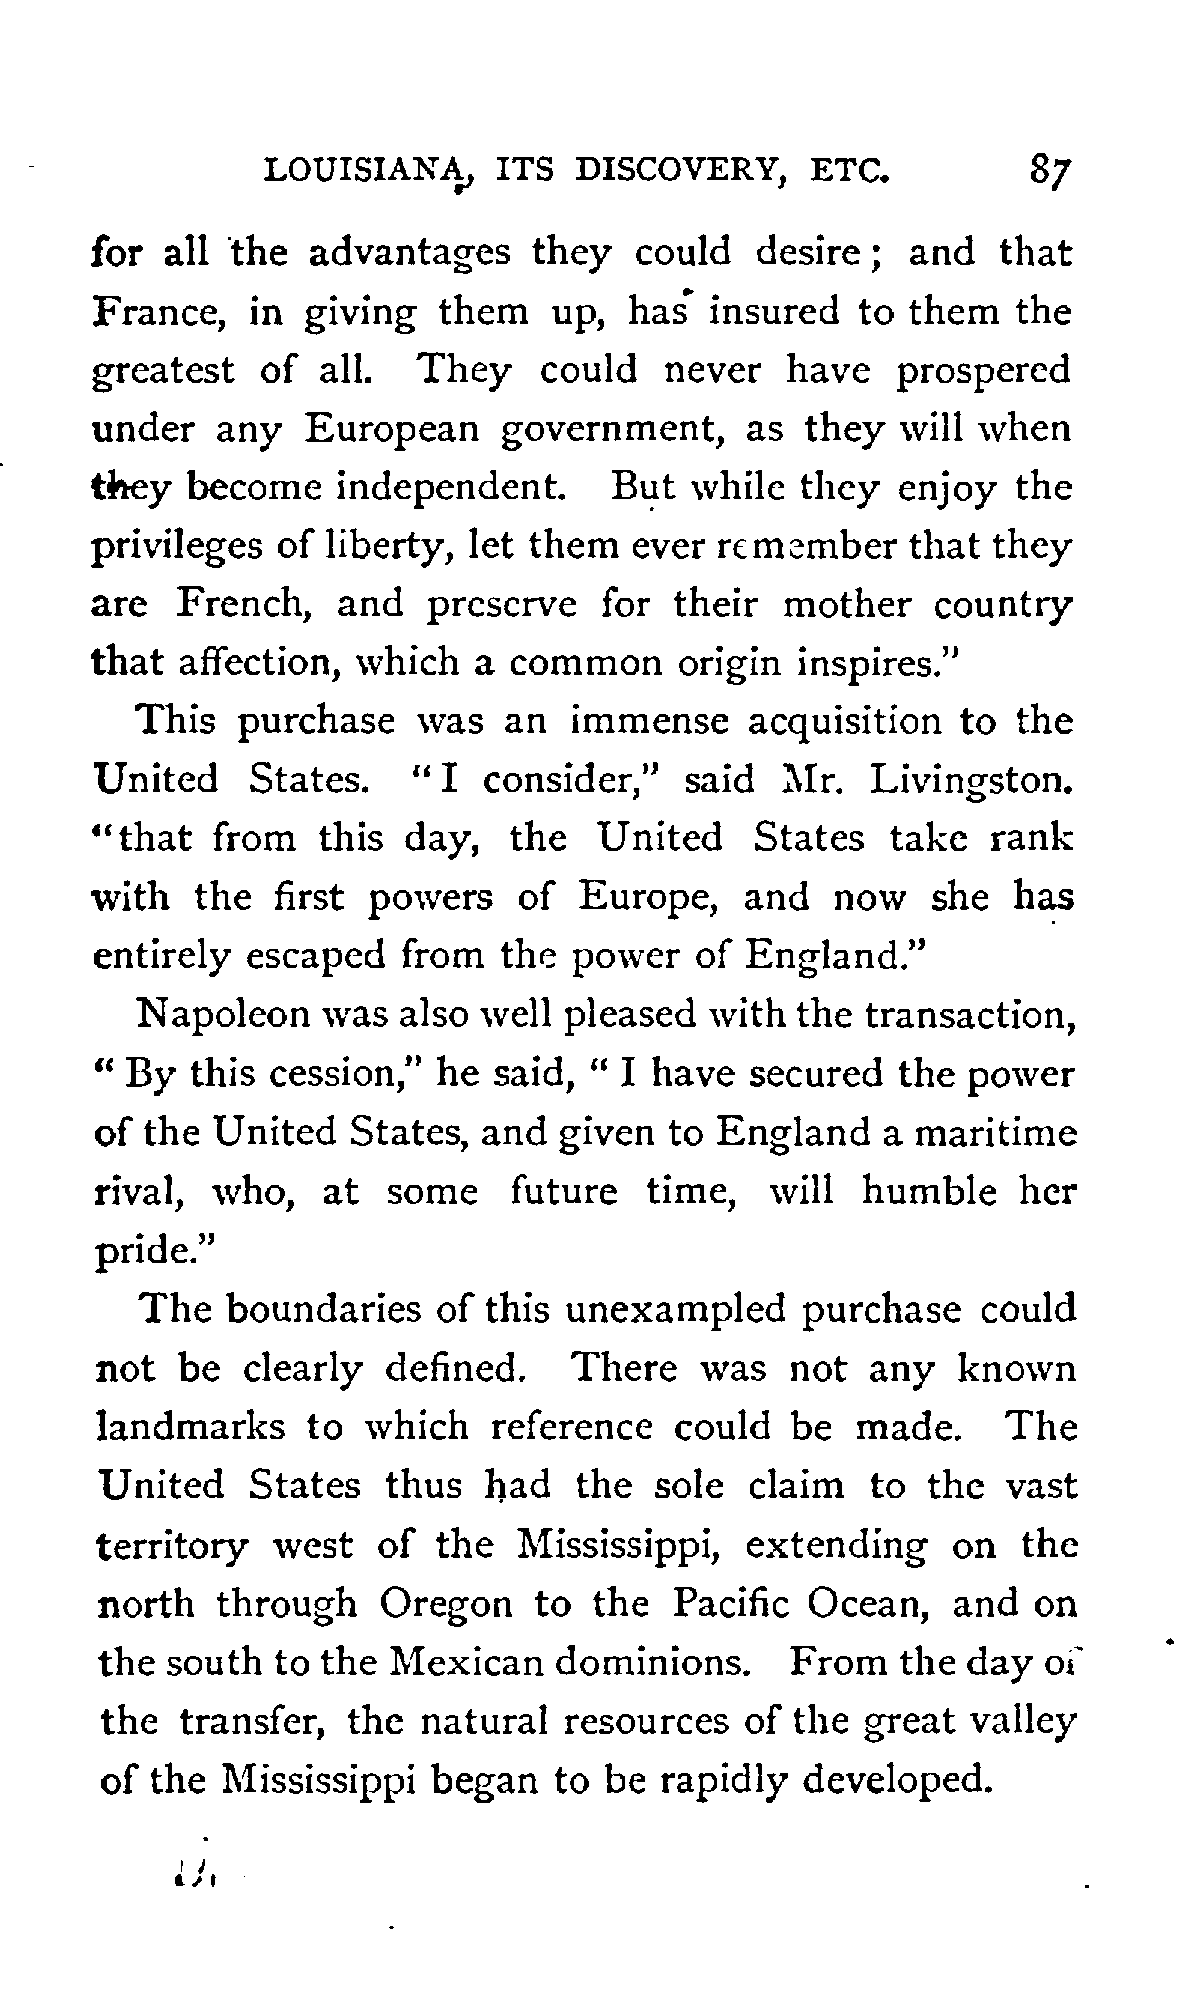 LOUISIANA, ITS DISCOVERY, ETC. 87
for all the advantages they could desire; and that
France, in giving them up, has insured to them the
greatest of all. They could never have prospered
under any European government, as they will when
they become independent. But while they enjoy the
privileges of liberty, let them ever remember that they
are French, and preserve for their mother country
that affection, which a common origin inspires."
This purchase was an immense acquisition to the
United States. "I consider," said Mr. Livingston.
"that from this day, the United States take rank
with the first powers of Europe, and now she has
entirely escaped from the power of England."
Napoleon was also well pleased with the transaction,
" By this cession," he said, " I have secured the power
of the United States, and given to England a maritime
rival, who, at some future time, will humble her
pride."
The boundaries of this unexampled purchase could
not be clearly defined. There was not any known
landmarks to which reference could be made. The
United States thus had the sole claim to the vast
territory west of the Mississippi, extending on the
north through Oregon to the Pacific Ocean, and on
the south to the Mexican dominions. From the day of
the transfer, the natural resources of the great valley
of the Mississippi began to be rapidly developed.